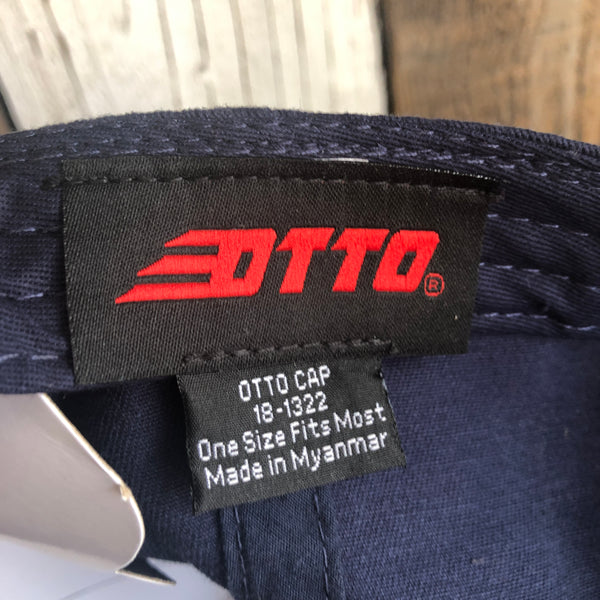 OTTO®
OTTO CAP
18-1322
One Size Fits Most
Made in Myanmar